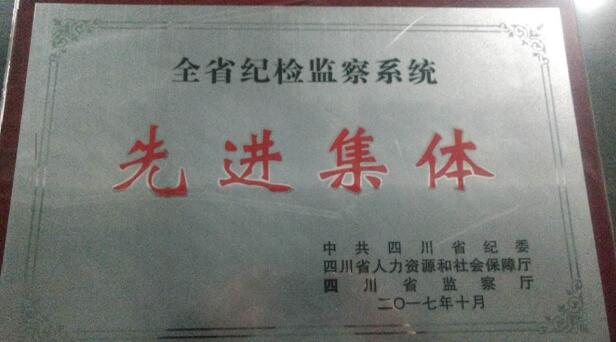 全省纪检监察系统
先进集体
中共四川省纪委
四川省人力资源和社会保障厅
四川省监察厅
二〇一七年十月